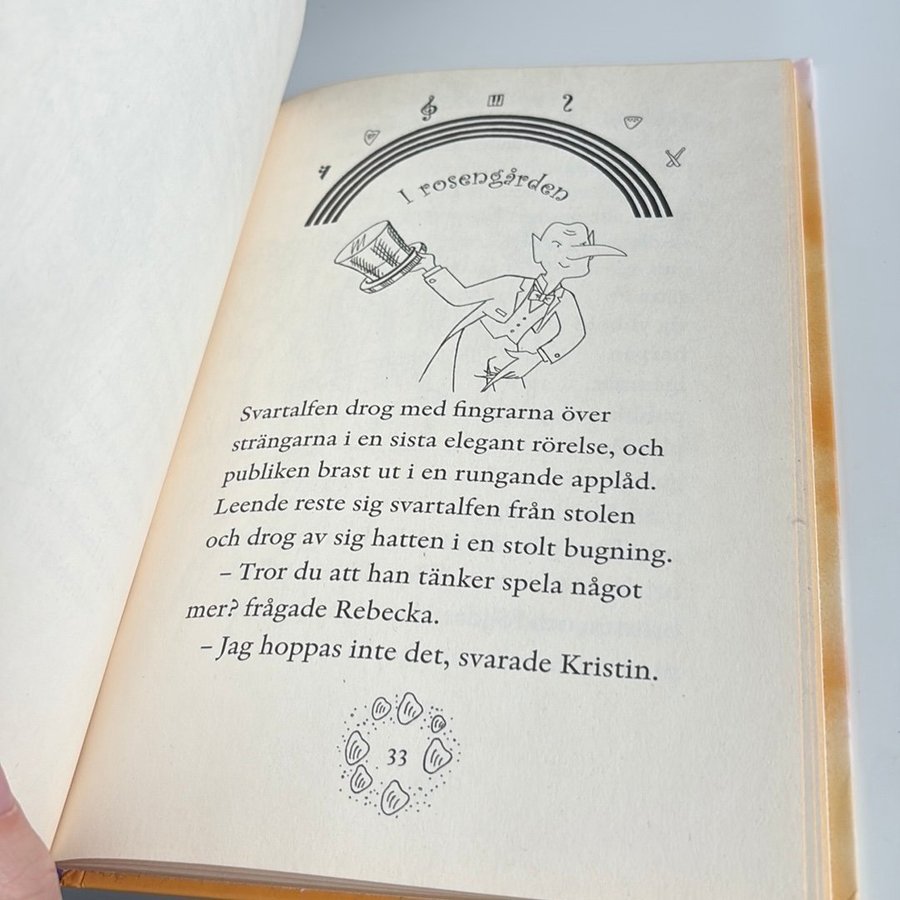 I rosengården
Svartalfen drog med fingrarna över
strängarna i en sista elegant rörelse, och
publiken brast ut i en rungande applåd.
Leende reste sig svartalfen från stolen
och drog av sig hatten i en stolt bugning.
– Tror du att han tänker spela något
mer? frågade Rebecka.
– Jag hoppas inte det, svarade Kristin.
33